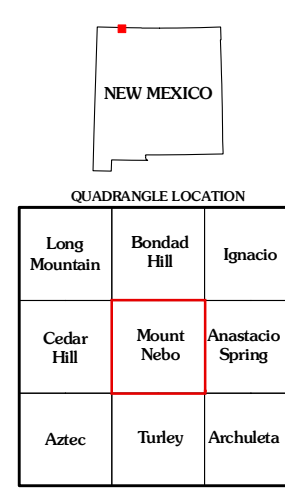 NEW MEXICO
QUADRANGLE LOCATION
Long
Mountain
Bondad
Hill
Ignacio
Cedar
Hill
Mount
Nebo
Anastacio
Spring
Aztec
Turley
Archuleta